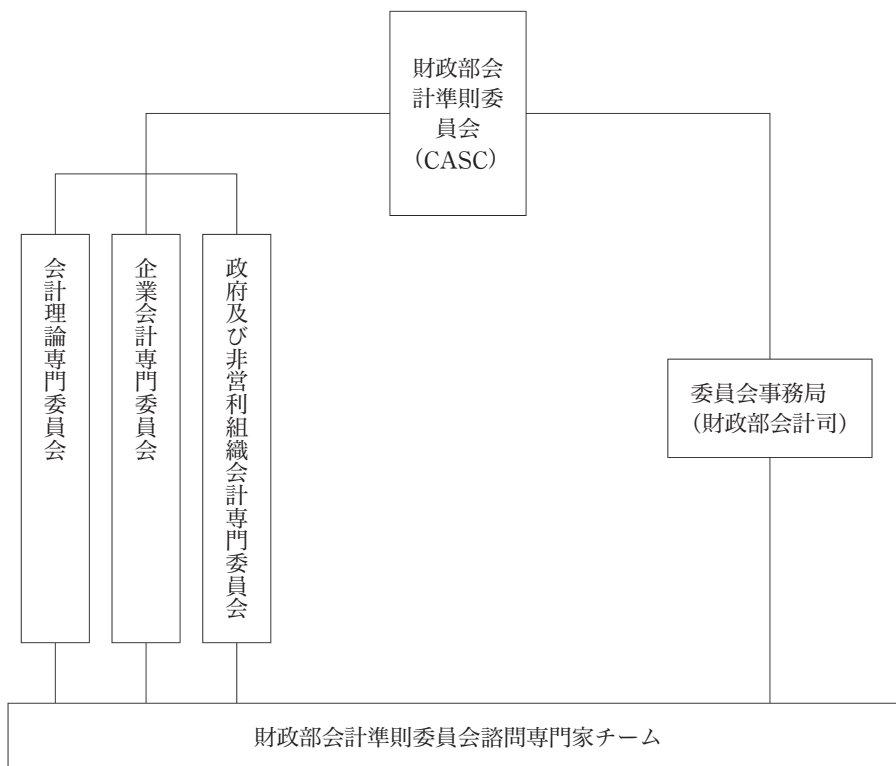 財政部会
計準則委
員会
（CASC）
会計理論専門委員会
企業会計専門委員会
政府及び非営利組織会計専門委員会
委員会事務局
（財政部会計司）
財政部会計準則委員会諮問専門家チーム